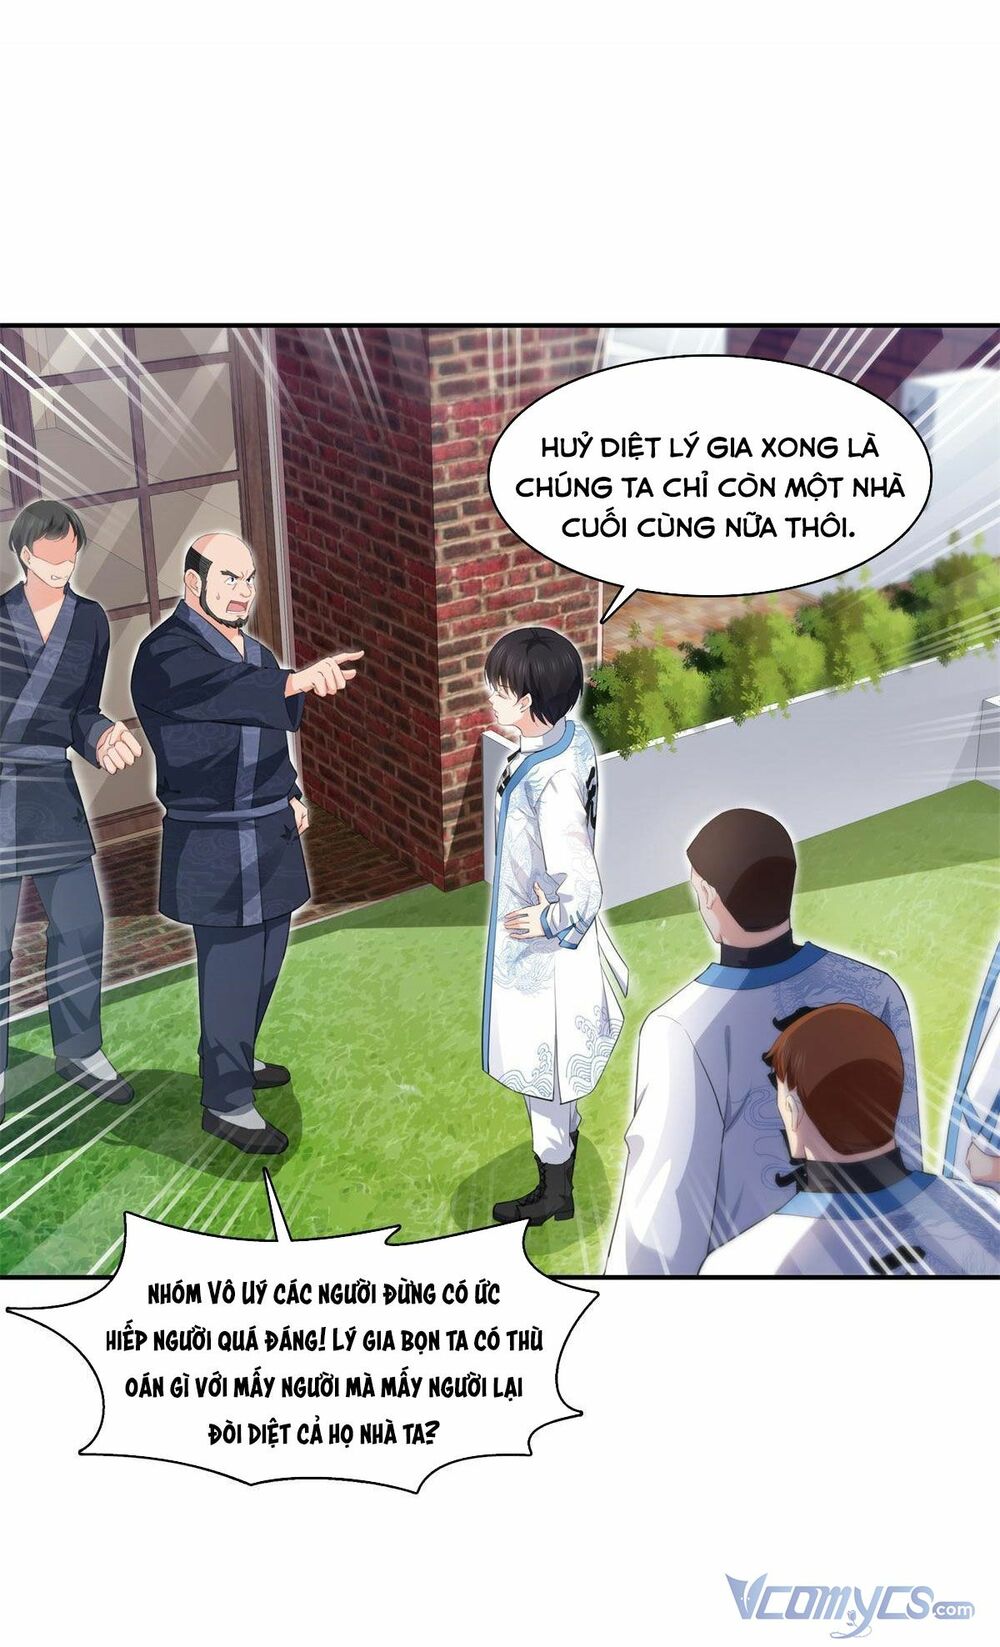 HUỶ DIỆT LÝ GIA XONG LÀ
CHÚNG TA CHỈ CÒN MỘT NHÀ
CUỐI CÙNG NỮA THÔI.
NHÓM VÔ UÝ CÁC NGƯỜI ĐỪNG CÓ ỨC
HIẾP NGƯỜI QUÁ ĐÁNG! LÝ GIA BỌN TA CÓ THÙ
OÁN GÌ VỚI MẤY NGƯỜI MÀ MẤY NGƯỜI LẠI
ĐÒI DIỆT CẢ HỌ NHÀ TA?
VCOMYCS.com